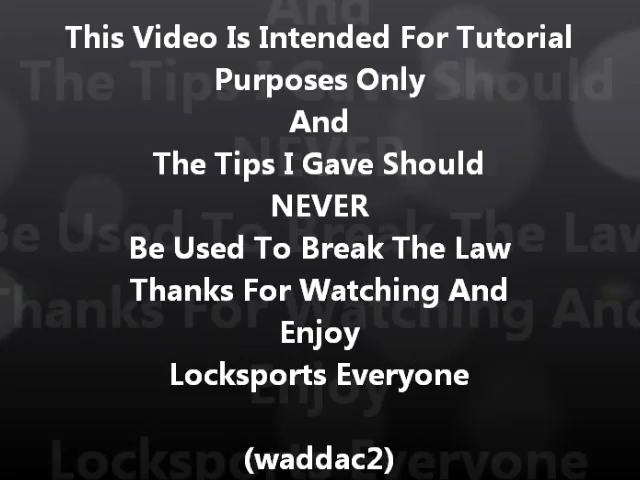 This Video Is Intended For Tutorial
Purposes Only
And
The Tips I Gave Should
NEVER
Be Used To Break The Law
Thanks For Watching And
Enjoy
Locksports Everyone
(waddac2)